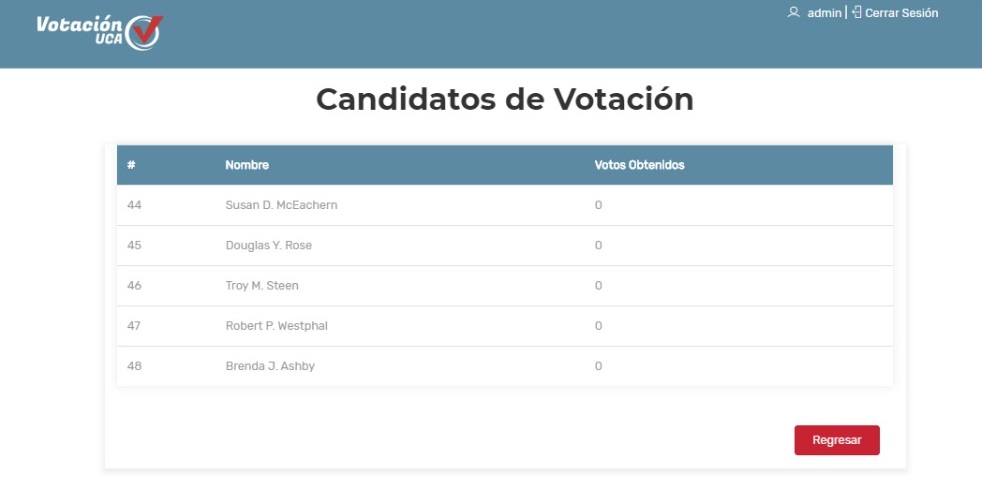 Votación
UCA
admin | Cerrar Sesión
Candidatos de Votación
# Nombre Votos Obtenidos
44 Susan D. McEachern 0
45 Douglas Y. Rose 0
46 Troy M. Steen 0
47 Robert P. Westphal 0
48 Brenda J. Ashby 0
Regresar